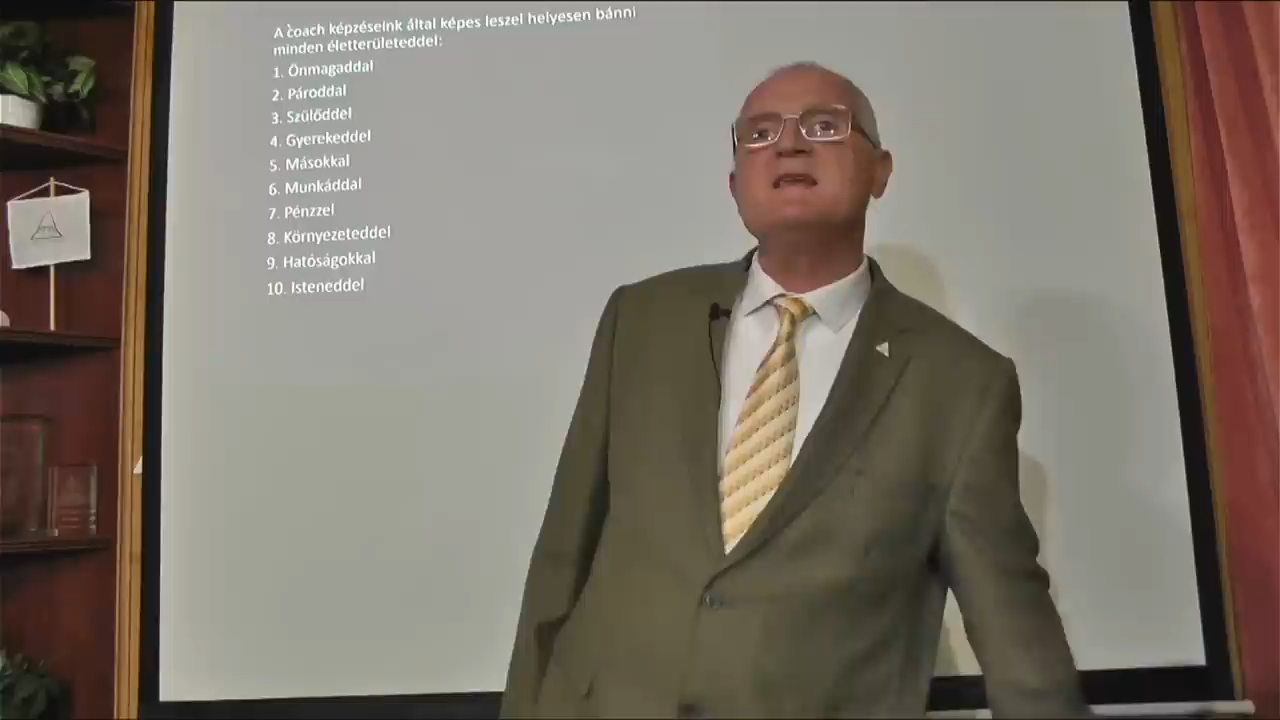 A coach képzéseink által képes leszel helyesen bánni
minden életterületeddel:
1. Önmagaddal
2. Pároddal
3. Szülőddel
4. Gyerekeddel
5. Másokkal
6. Munkáddal
7. Pénzzel
8. Környezeteddel
9. Hatóságokkal
10. Isteneddel